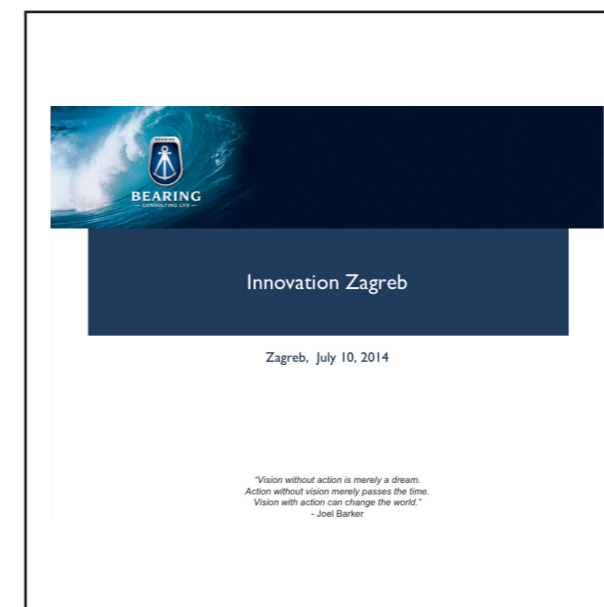 BEARING
BEARING
CONSULTING LTD
Innovation Zagreb
Zagreb, July 10, 2014
"Vision without action is merely a dream.
Action without vision merely passes the time.
Vision with action can change the world."
- Joel Barker